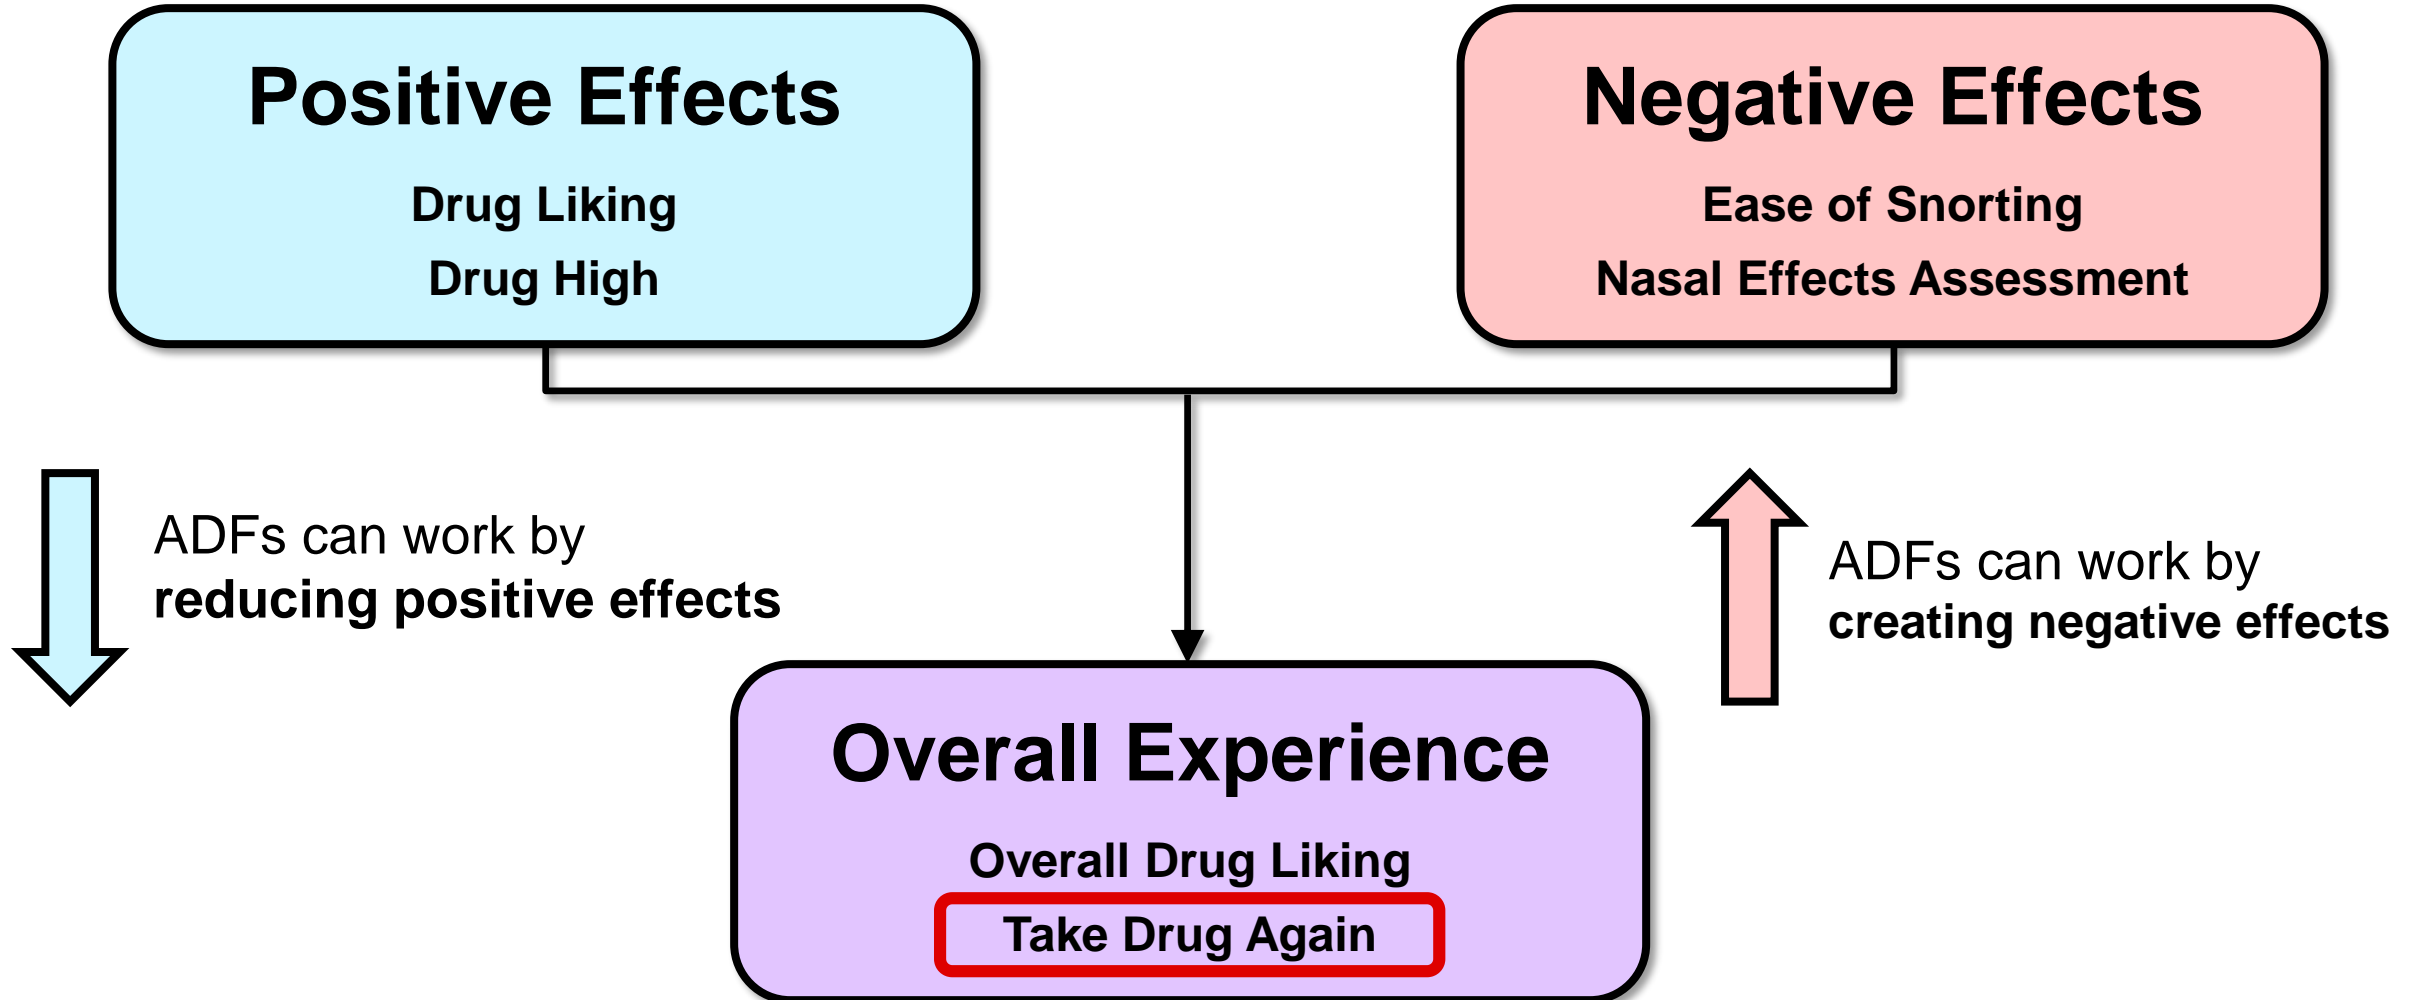 Positive Effects
Drug Liking
Drug High
Negative Effects
Ease of Snorting
Nasal Effects Assessment
ADFs can work by
reducing positive effects
ADFs can work by
creating negative effects
Overall Experience
Overall Drug Liking
Take Drug Again